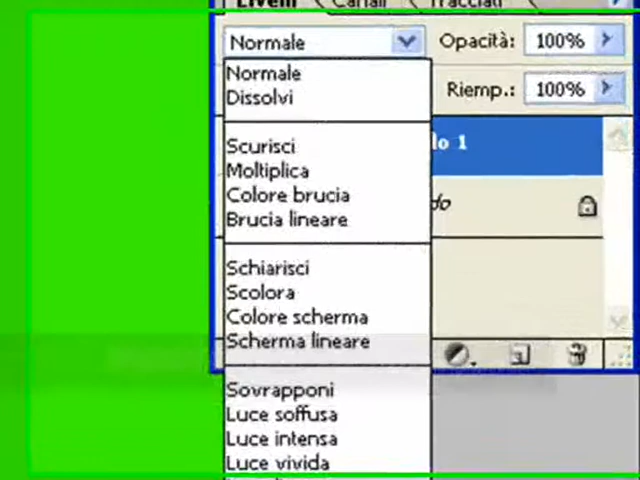 Livelli Canali Tracciati
Normale Opacità: 100%
Normale
Dissolvi
Riemp.: 100%
Scurisci
lo 1
Moltiplica
Colore brucia
do
Brucia lineare
Schiarisci
Scolora
Colore scherma
Scherma lineare
Sovrapponi
Luce soffusa
Luce intensa
Luce vivida